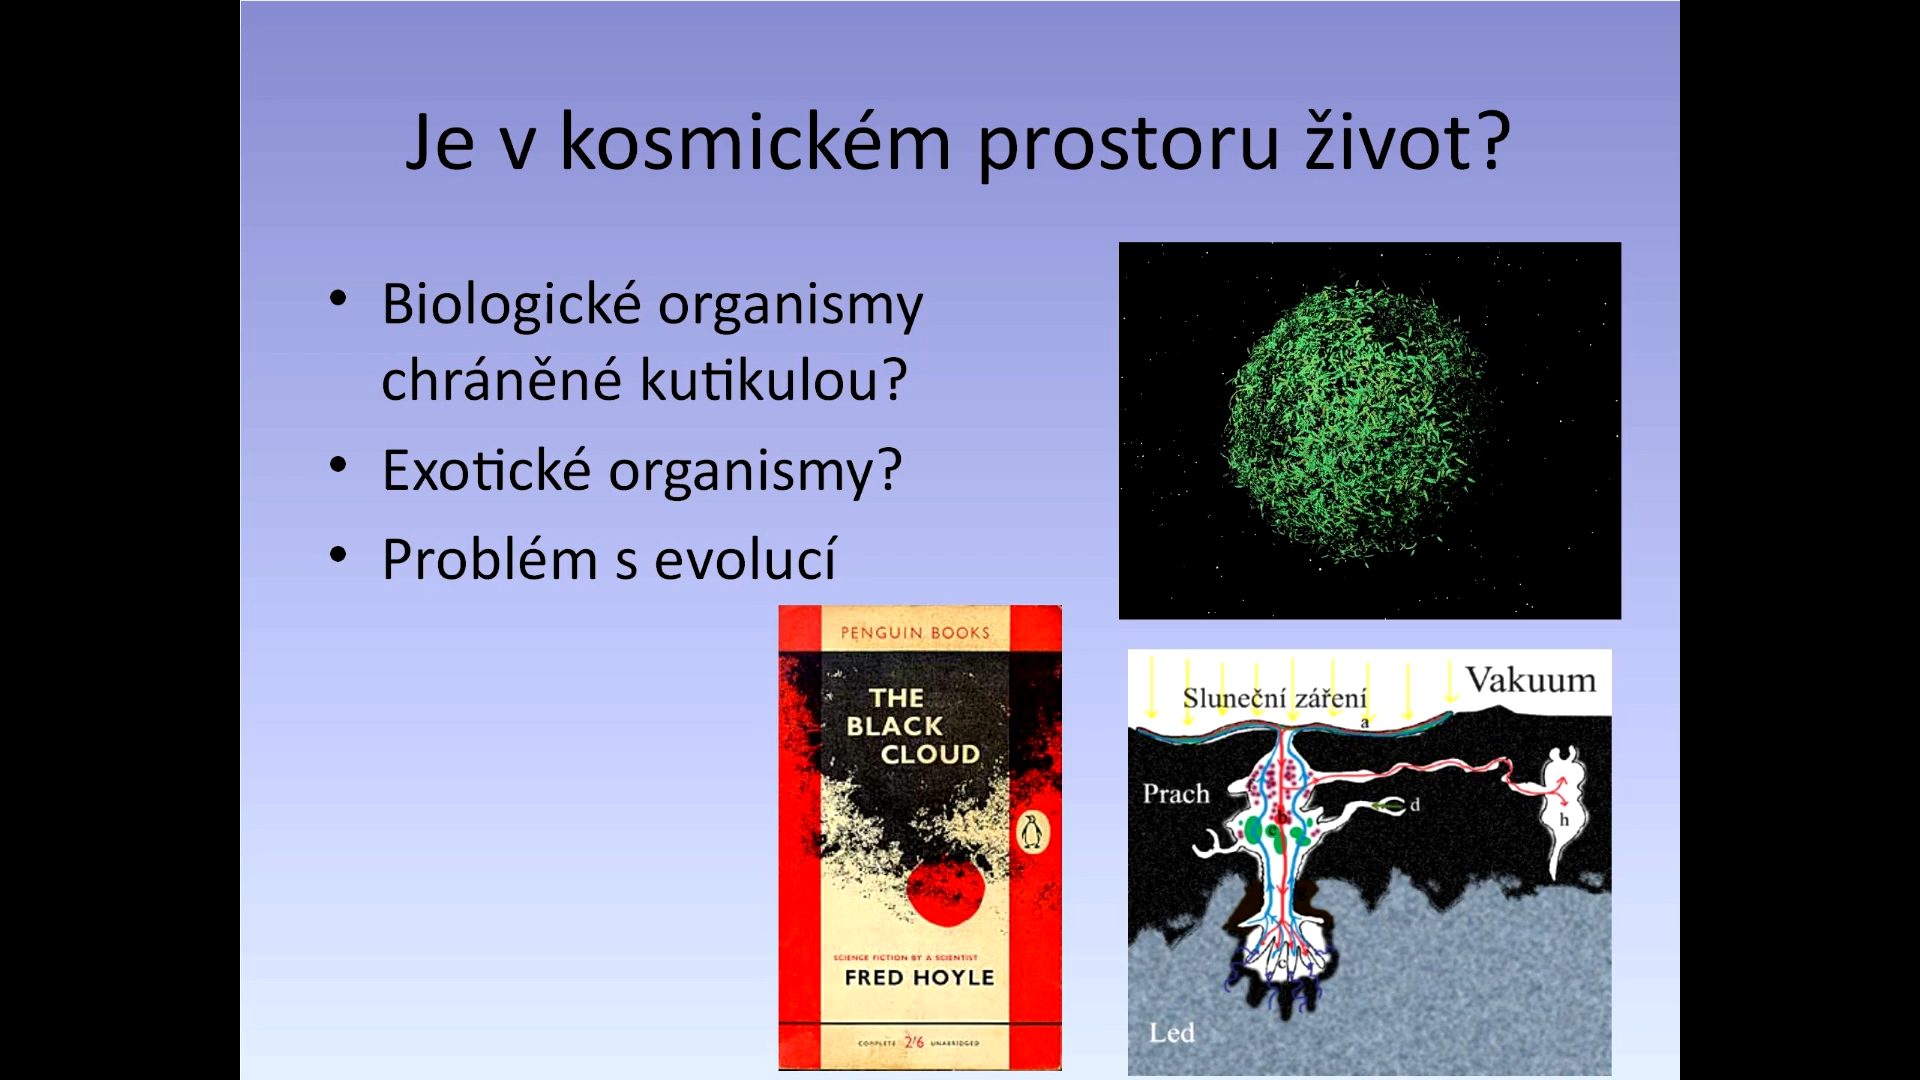 Je v kosmickém prostoru život?
• Biologické organismy
chráněné kutikulou?
• Exotické organismy?
• Problém s evolucí
PENGUIN BOOKS
THE
BLACK
CLOUD
SCIENCE FICTION BY A SCIENTIST
FRED HOYLE
COMPLETE 2'6 UNABRIDGED
Vakuum
Sluneční záření
a
Prach
d
b
e
h
c
Led